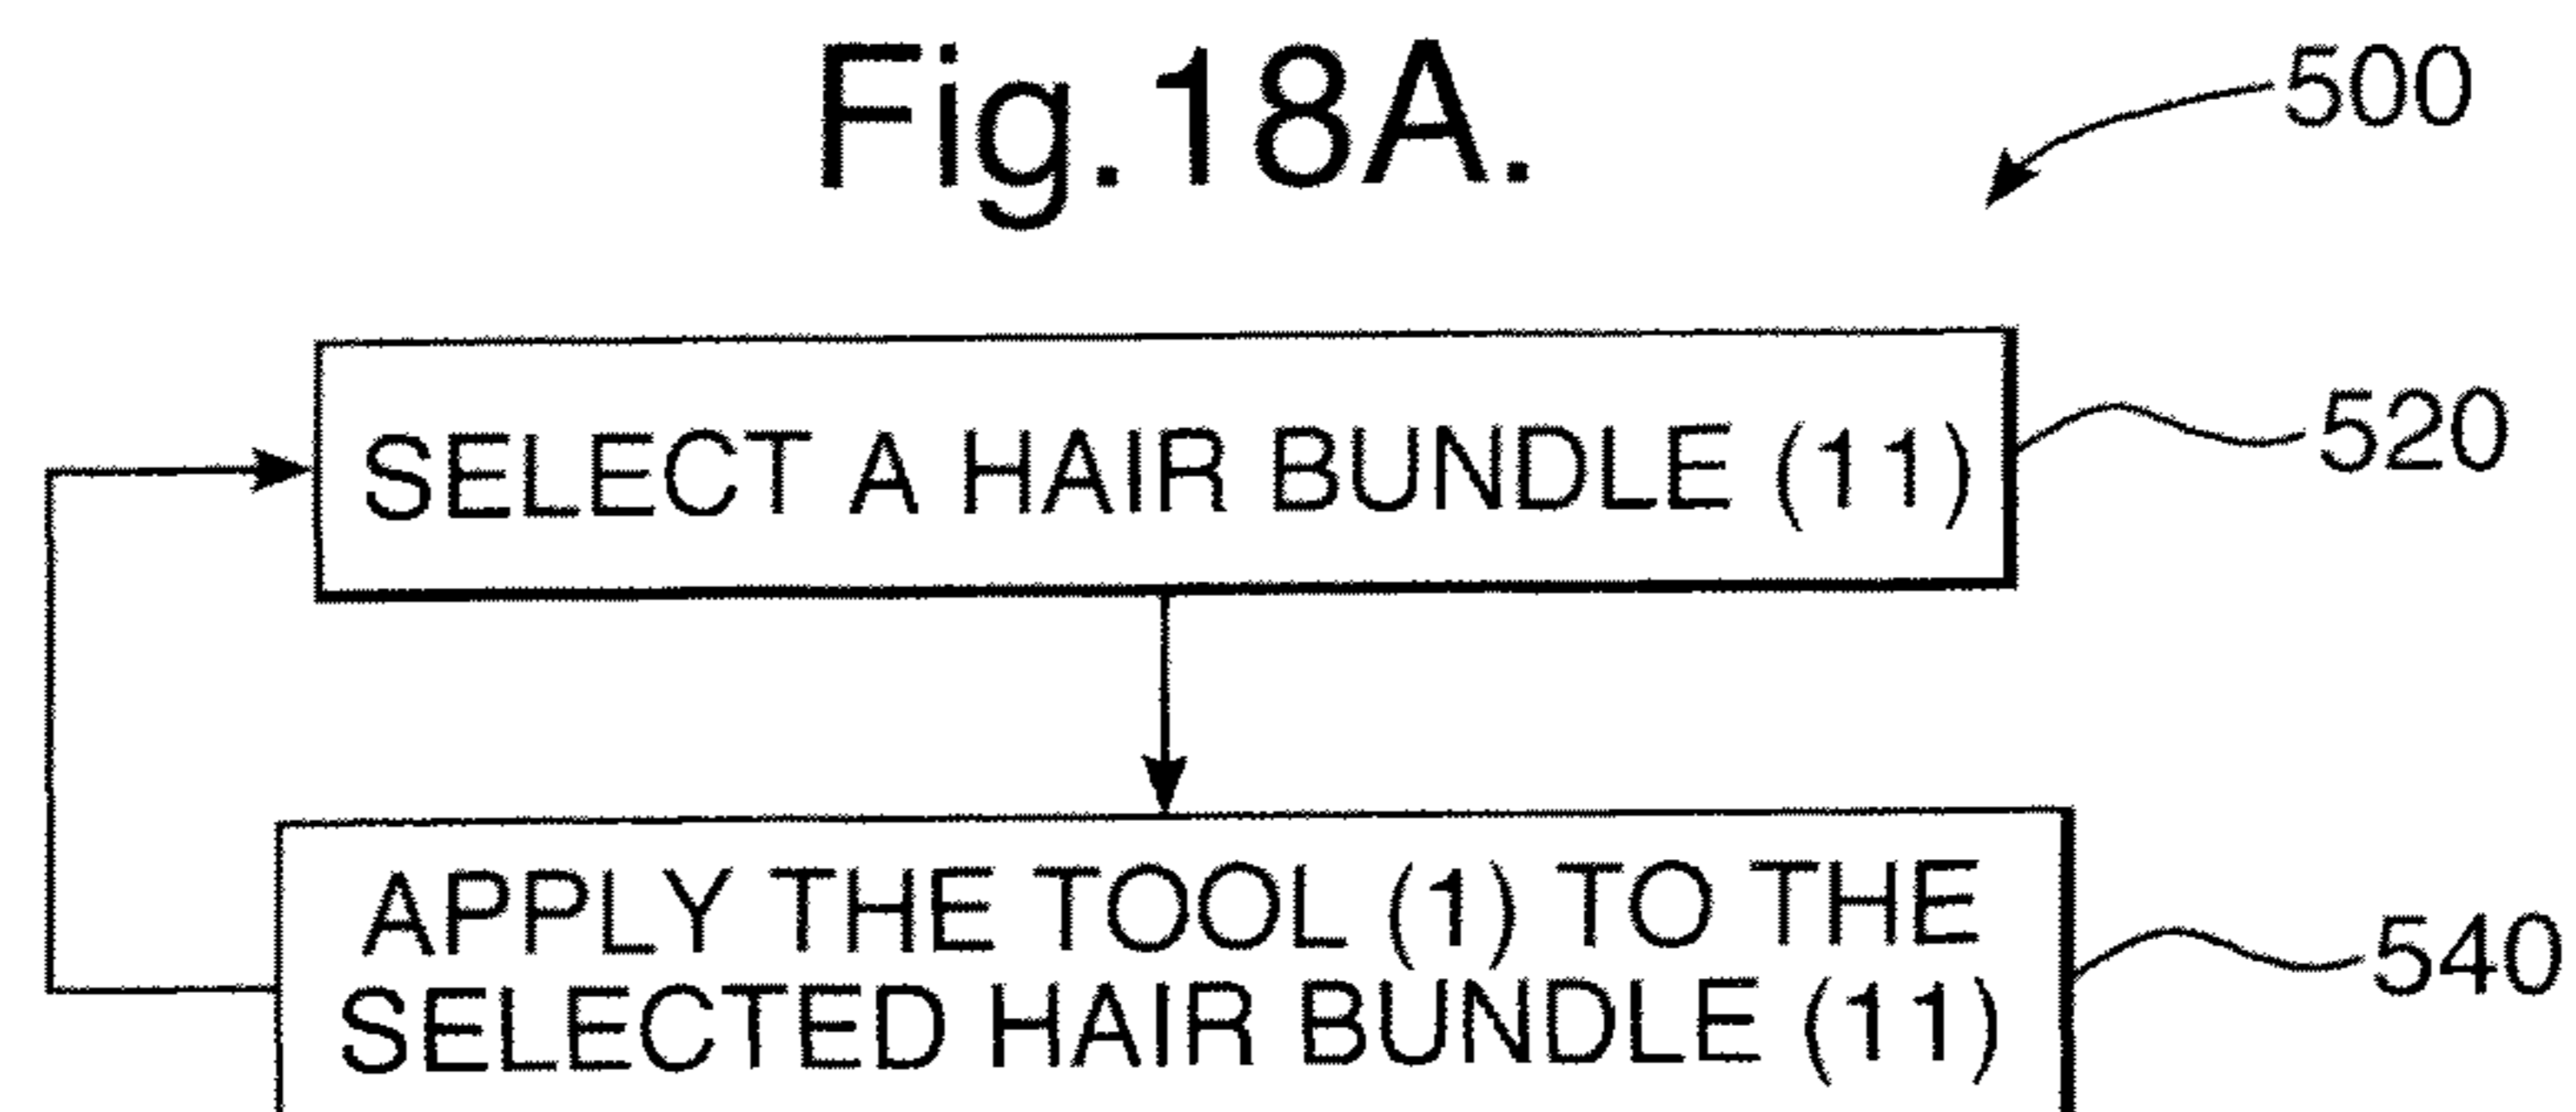 Fig.18A.
500
SELECT A HAIR BUNDLE (11)
520
APPLY THE TOOL (1) TO THE
SELECTED HAIR BUNDLE (11)
540